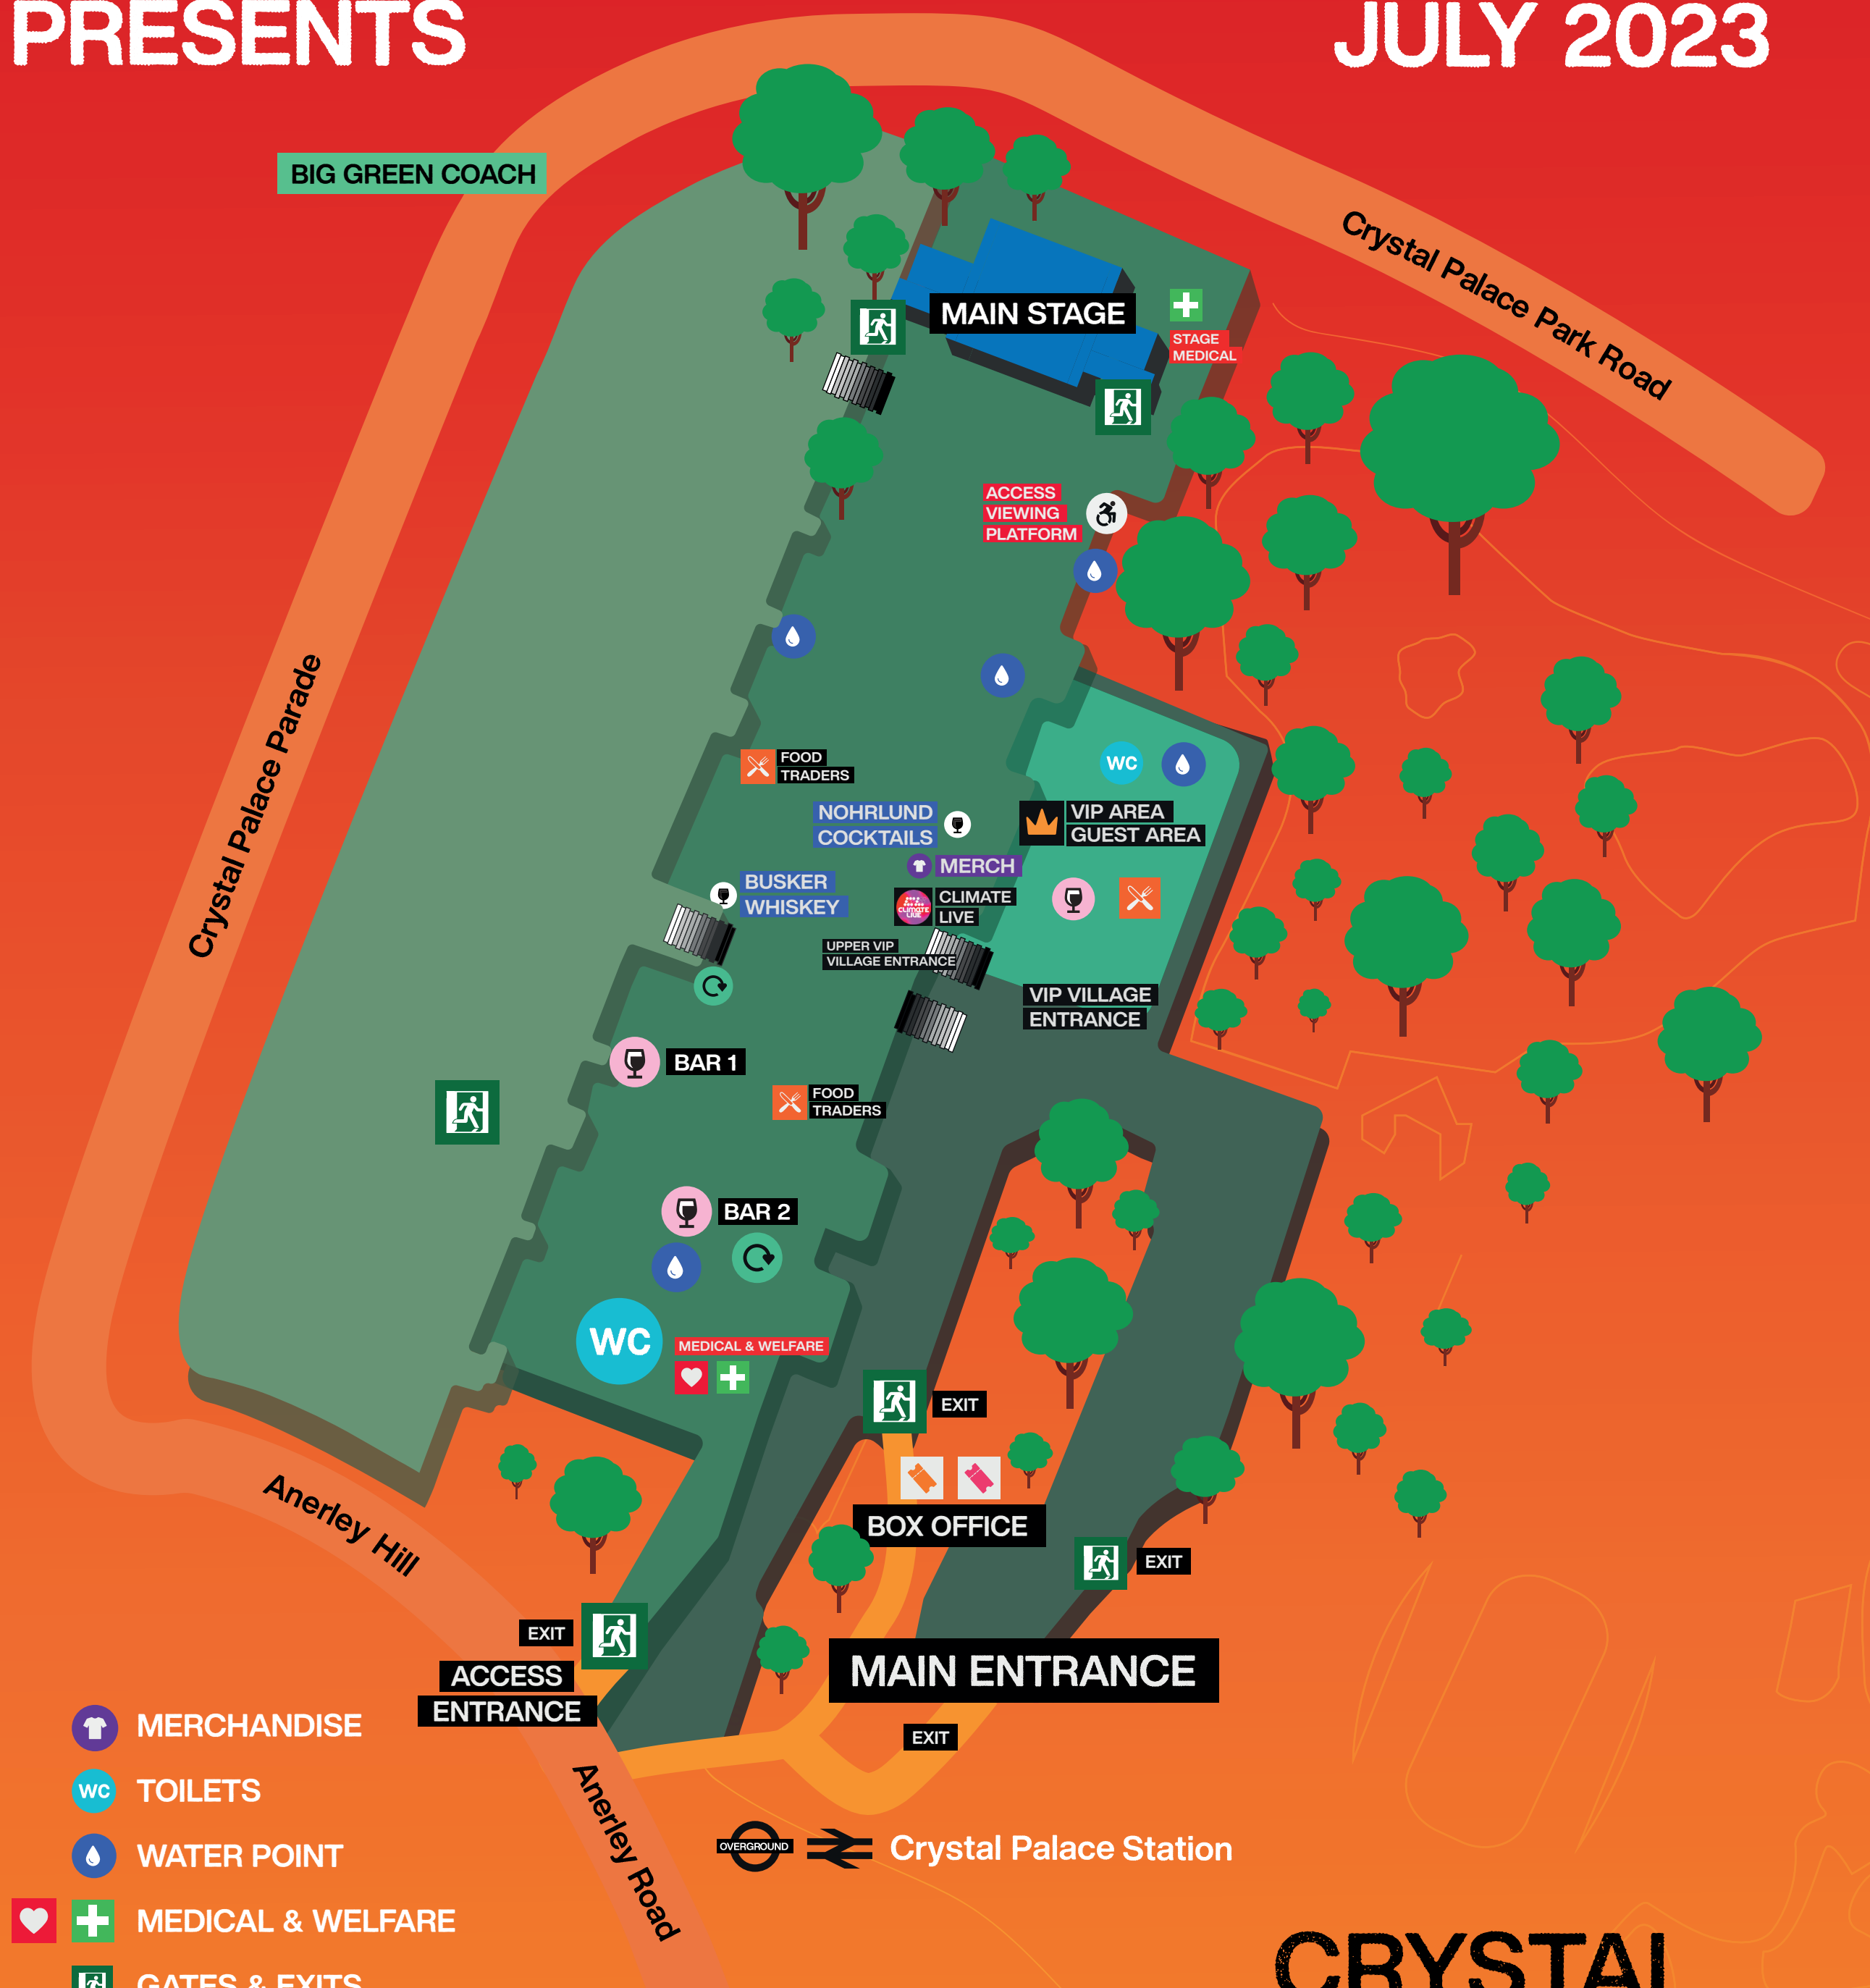 PRESENTS
JULY 2023
BIG GREEN COACH
Crystal Palace Park Road
MAIN STAGE
STAGE
MEDICAL
ACCESS
VIEWING
PLATFORM
Crystal Palace Parade
FOOD
TRADERS
WC
NOHRLUND
COCKTAILS
VIP AREA
GUEST AREA
MERCH
BUSKER
WHISKEY
CLIMATE
LIVE
CLIMATE
LIVE
UPPER VIP
VILLAGE ENTRANCE
VIP VILLAGE
ENTRANCE
BAR 1
FOOD
TRADERS
BAR 2
WC
MEDICAL & WELFARE
EXIT
Anerley Hill
BOX OFFICE
EXIT
EXIT
ACCESS
ENTRANCE
MAIN ENTRANCE
EXIT
MERCHANDISE
WC
TOILETS
WATER POINT
MEDICAL & WELFARE
GATES & EXITS
Anerley Road
OVERGROUND
Crystal Palace Station
CRYSTAL